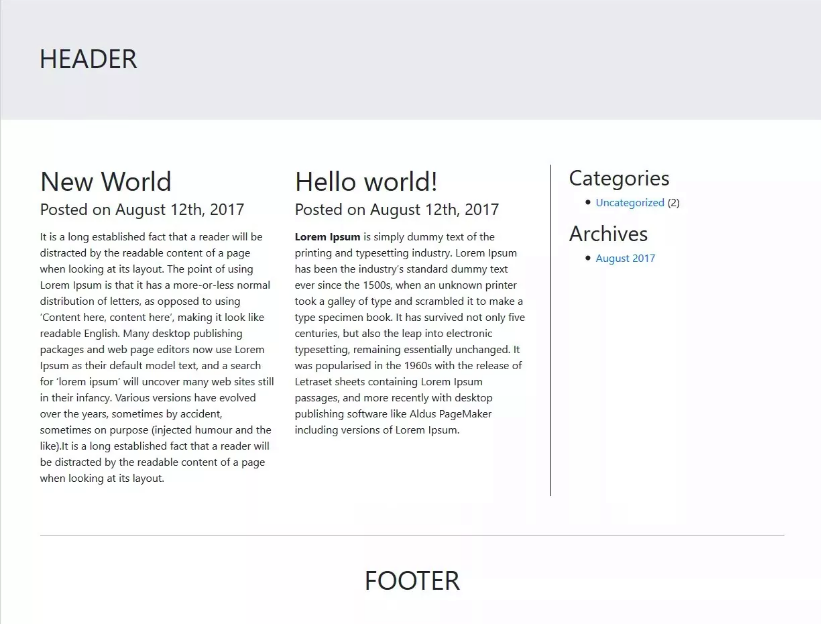 HEADER
New World
Posted on August 12th, 2017
It is a long established fact that a reader will be
distracted by the readable content of a page
when looking at its layout. The point of using
Lorem Ipsum is that it has a more-or-less normal
distribution of letters, as opposed to using
‘Content here, content here’, making it look like
readable English. Many desktop publishing
packages and web page editors now use Lorem
Ipsum as their default model text, and a search
for ‘lorem ipsum’ will uncover many web sites still
in their infancy. Various versions have evolved
over the years, sometimes by accident,
sometimes on purpose (injected humour and the
like).It is a long established fact that a reader will
be distracted by the readable content of a page
when looking at its layout.
Hello world!
Posted on August 12th, 2017
Lorem Ipsum is simply dummy text of the
printing and typesetting industry. Lorem Ipsum
has been the industry’s standard dummy text
ever since the 1500s, when an unknown printer
took a galley of type and scrambled it to make a
type specimen book. It has survived not only five
centuries, but also the leap into electronic
typesetting, remaining essentially unchanged. It
was popularised in the 1960s with the release of
Letraset sheets containing Lorem Ipsum
passages, and more recently with desktop
publishing software like Aldus PageMaker
including versions of Lorem Ipsum.
Categories
Uncategorized (2)
Archives
August 2017
FOOTER